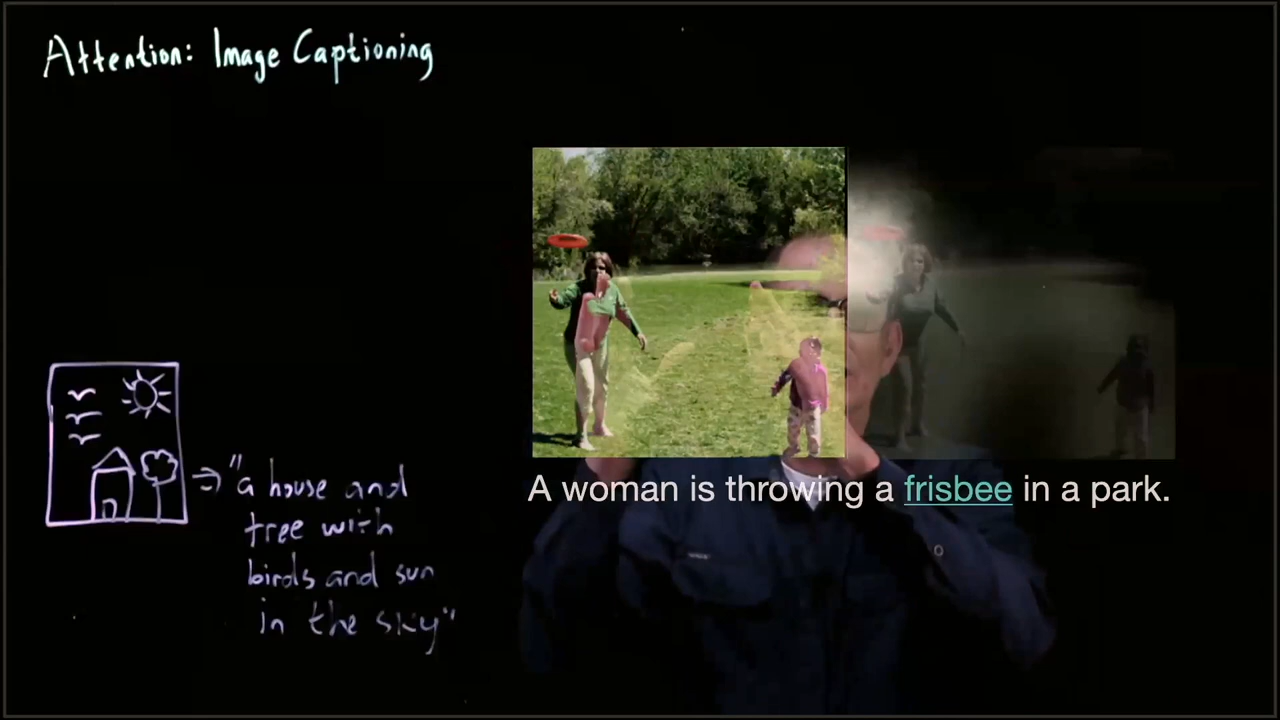 Attention: Image Captioning
"a house and
tree with
birds and sun
in the sky"
A woman is throwing a frisbee in a park.